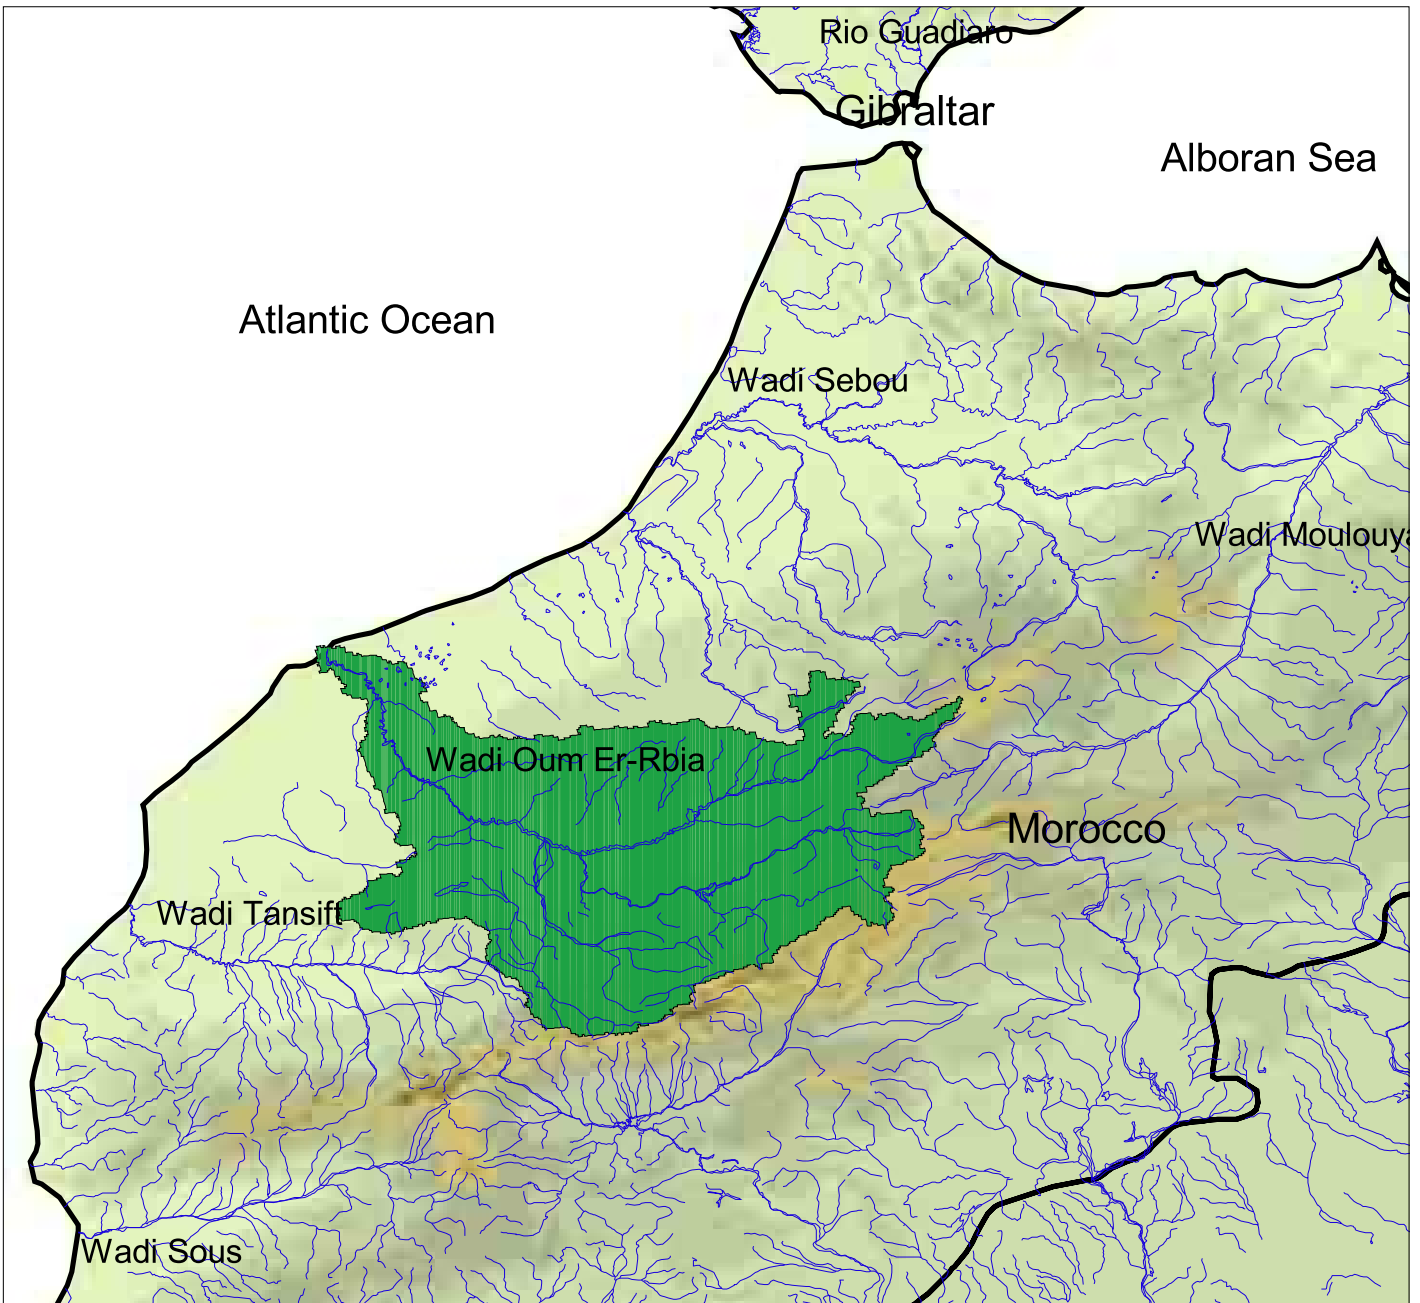 Rio Guadiaro
Gibraltar
Alboran Sea
Atlantic Ocean
Wadi Sebou
Wadi Moulouya
Wadi Oum Er-Rbia
Morocco
Wadi Tansift
Wadi Sous